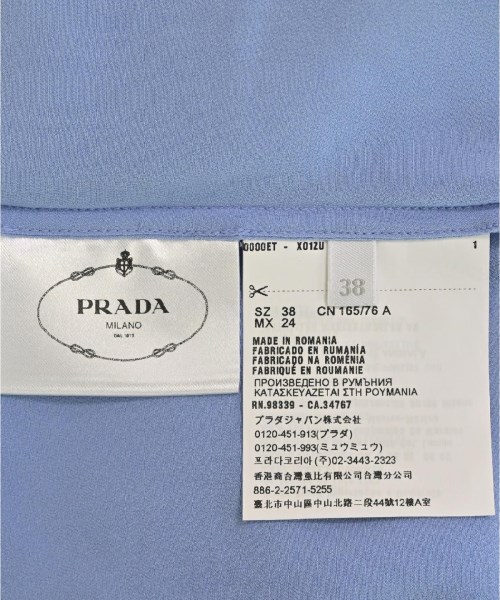 PRADA
MILANO
DAL 1913
0000ET - X01ZU 1
38
SZ 38 CN 165/76 A
MX 24
MADE IN ROMANIA
FABRICADO EN RUMANÍA
FABRICADO NA ROMÉNIA
FABRIQUÉ EN ROUMANIE
ПРОИЗВЕДЕНО В РУМЪНИЯ
ΚΑΤΑΣΚΕΥΑΖΕΤΑΙ ΣΤΗ ΡΟΥΜΑΝΙΑ
RN.98339 - CA.34767
プラダジャパン株式会社
0120-451-913(プラダ)
0120-451-993(ミュウミュウ)
프라다코리아(주) 02-3443-2323
香港商台灣壹比有限公司台灣分公司
886-2-2571-5255
臺北市中山區中山北路二段44號12樓A室